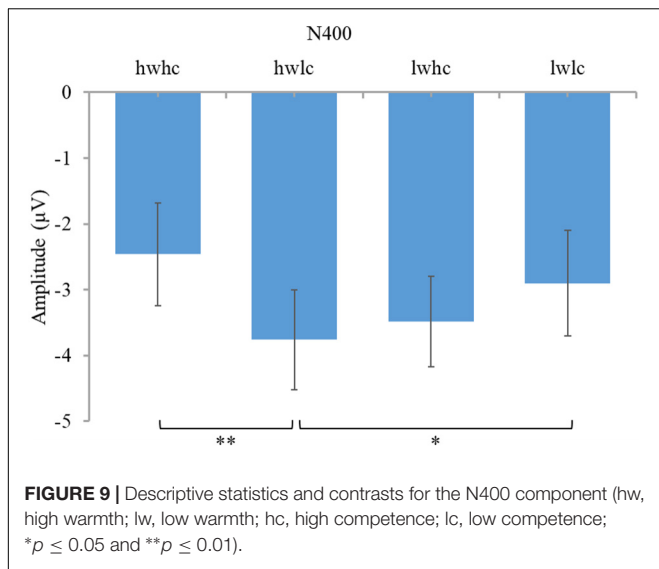 N400
hwhc hwlc lwhc lwlc
0
-1
-2
-3
-4
-5
Amplitude (µV)
** *
FIGURE 9 | Descriptive statistics and contrasts for the N400 component (hw,
high warmth; lw, low warmth; hc, high competence; lc, low competence;
*p ≤ 0.05 and **p ≤ 0.01).